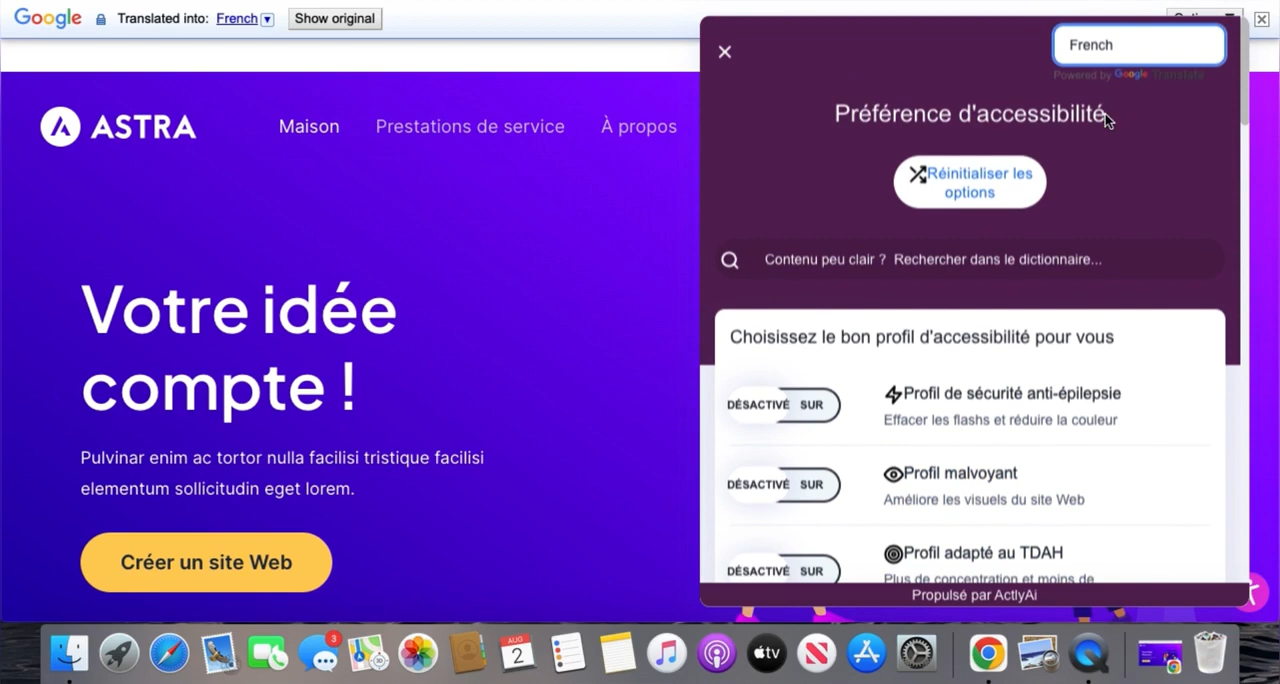 Google Translated into: French Show original
French
Powered by Google Translate
ASTRA Maison Prestations de service À propos
Préférence d'accessibilité
Réinitialiser les
options
Contenu peu clair ? Rechercher dans le dictionnaire...
Votre idée
compte !
Pulvinar enim ac tortor nulla facilisi tristique facilisi
elementum sollicitudin eget lorem.
Créer un site Web
Choisissez le bon profil d'accessibilité pour vous
DÉSACTIVÉ SUR
Profil de sécurité anti-épilepsie
Effacer les flashs et réduire la couleur
DÉSACTIVÉ SUR
Profil malvoyant
Améliore les visuels du site Web
DÉSACTIVÉ SUR
Profil adapté au TDAH
Plus de concentration et moins de
Propulsé par ActlyAi
3
AUG
2
tv